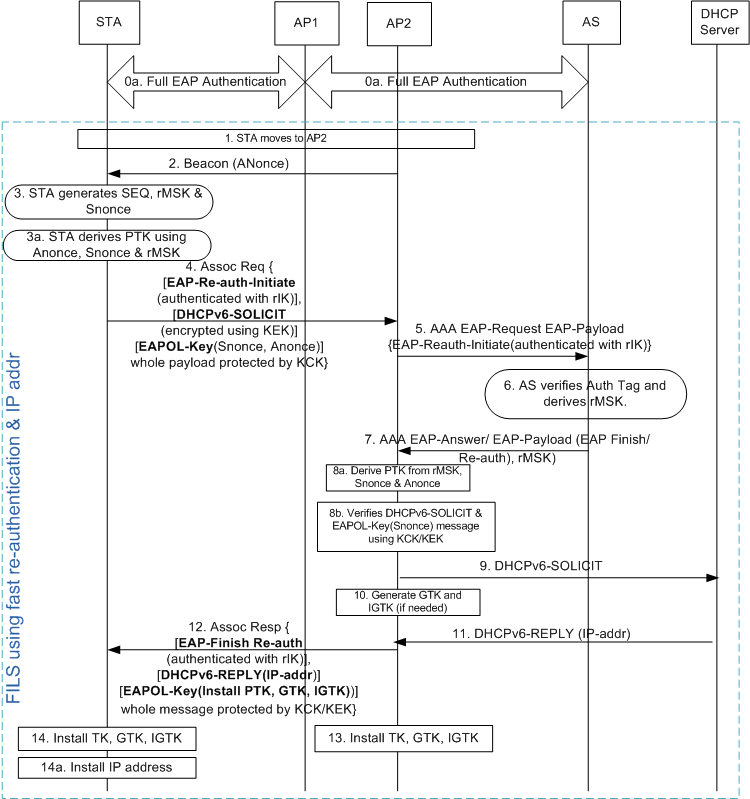 STA
AP1
AP2
AS
DHCP
Server
0a. Full EAP Authentication
0a. Full EAP Authentication
1. STA moves to AP2
2. Beacon (ANonce)
3. STA generates SEQ, rMSK &
Snonce
3a. STA derives PTK using
Anonce, Snonce & rMSK
4. Assoc Req {
[EAP-Re-auth-Initiate
(authenticated with rIK)],
[DHCPv6-SOLICIT
(encrypted using KEK)]
[EAPOL-Key(Snonce, Anonce)]
whole payload protected by KCK}
5. AAA EAP-Request EAP-Payload
{EAP-Reauth-Initiate(authenticated with rIK)}
6. AS verifies Auth Tag and
derives rMSK.
7. AAA EAP-Answer/ EAP-Payload (EAP Finish/
Re-auth), rMSK)
8a. Derive PTK from rMSK,
Snonce & Anonce
8b. Verifies DHCPv6-SOLICIT &
EAPOL-Key(Snonce) message
using KCK/KEK
9. DHCPv6-SOLICIT
10. Generate GTK and
IGTK (if needed)
11. DHCPv6-REPLY (IP-addr)
12. Assoc Resp {
[EAP-Finish Re-auth
(authenticated with rIK)],
[DHCPv6-REPLY(IP-addr)]
[EAPOL-Key(Install PTK, GTK, IGTK))]
whole message protected by KCK/KEK}
13. Install TK, GTK, IGTK
14. Install TK, GTK, IGTK
14a. Install IP address
FILS using fast re-authentication & IP addr